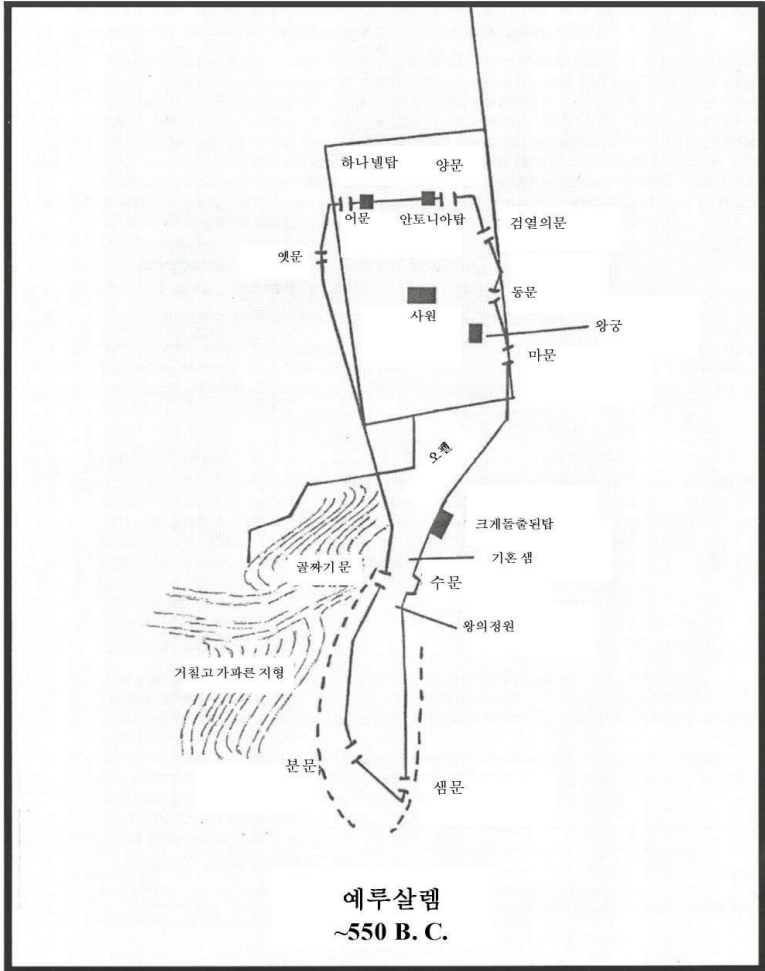 하나넬탑
양문
어문
안토니아탑
검열의문
옛문
동문
사원
왕궁
마문
오펠
크게돌출된탑
기혼 샘
골짜기 문
수문
왕의정원
거칠고 가파른 지형
분문
샘문
예루살렘
~550 B. C.